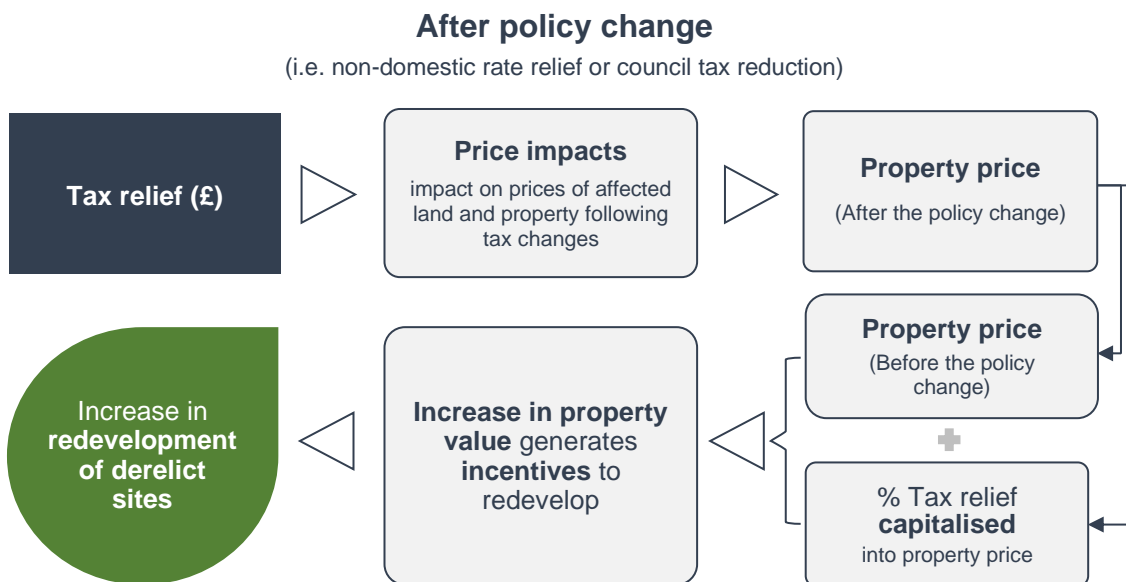 After policy change
(i.e. non-domestic rate relief or council tax reduction)
Tax relief (£)
Price impacts
impact on prices of affected
land and property following
tax changes
Property price
(After the policy change)
Property price
(Before the policy
change)
% Tax relief
capitalised
into property price
Increase in property
value generates
incentives to
redevelop
Increase in
redevelopment
of derelict
sites